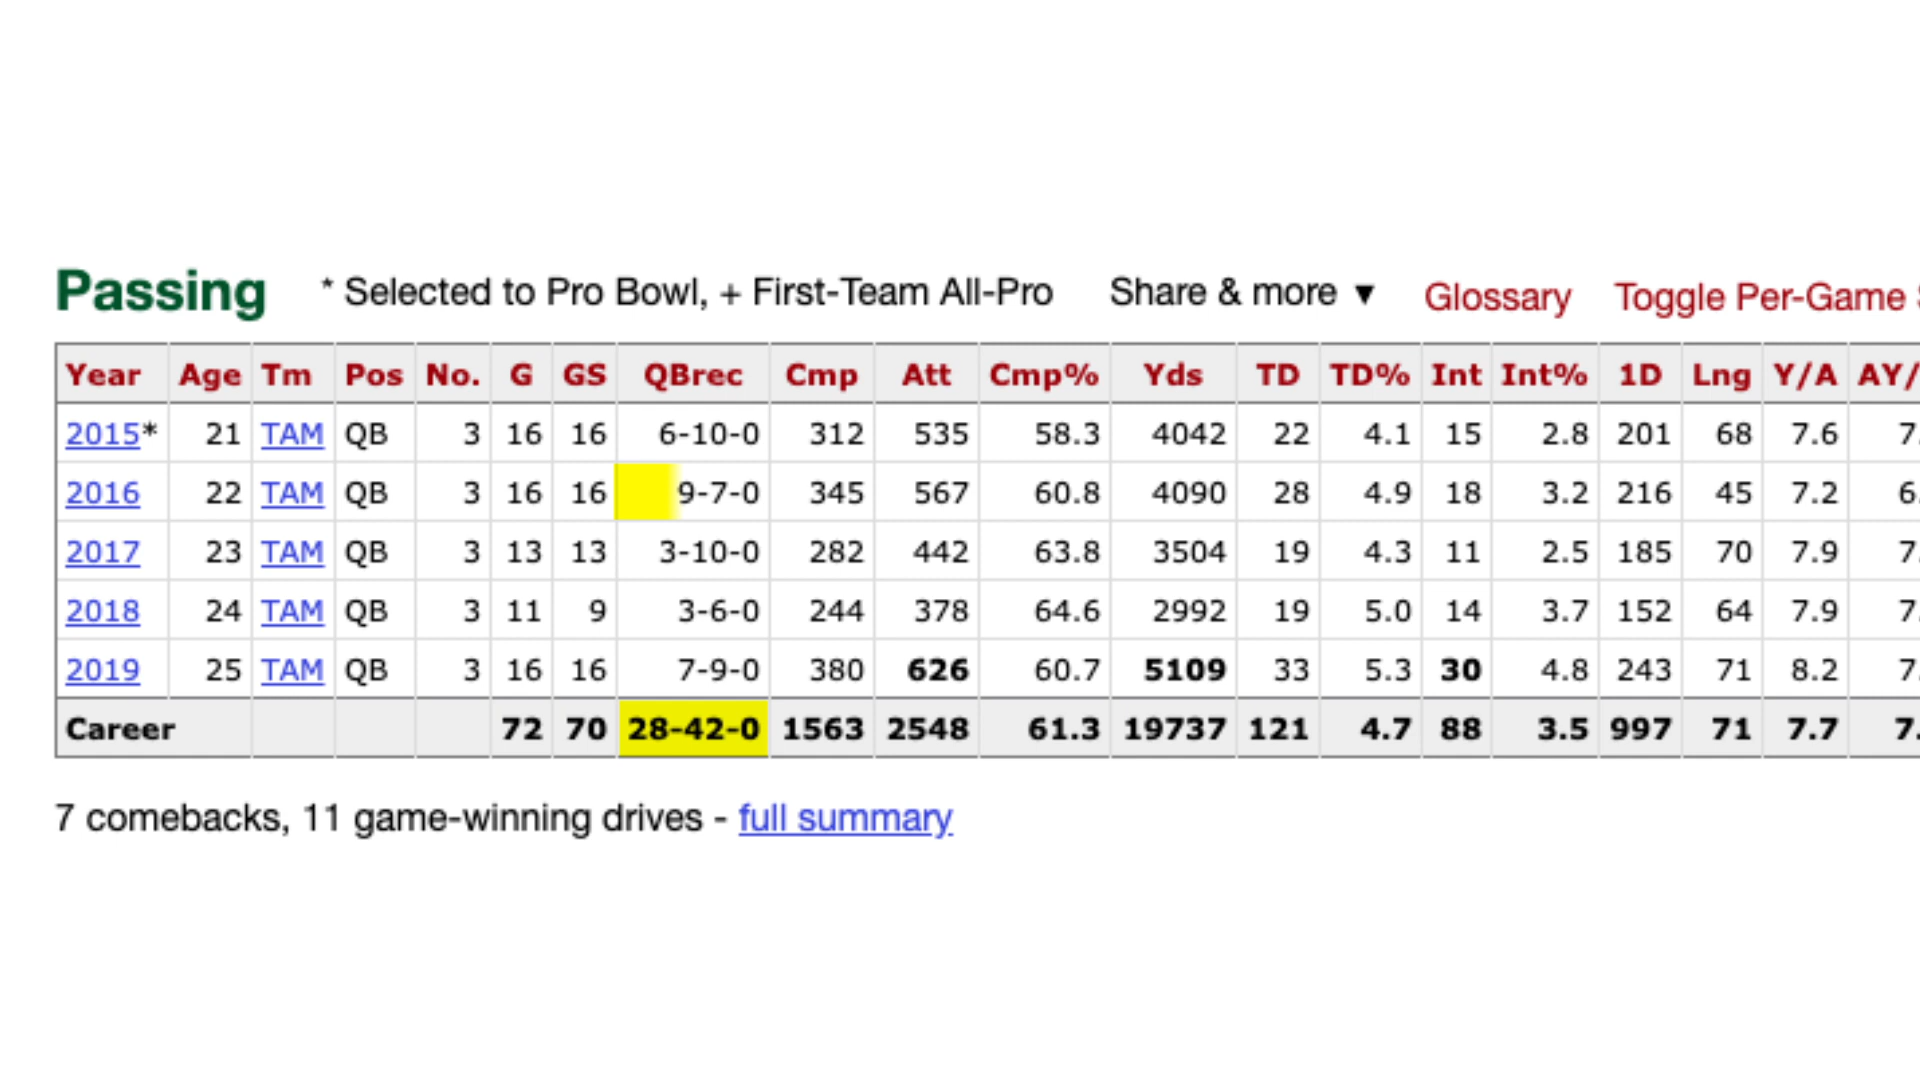 Passing * Selected to Pro Bowl, + First-Team All-Pro Share & more ▼ Glossary Toggle Per-Game
Year Age Tm Pos No. G GS QBrec Cmp Att Cmp% Yds TD TD% Int Int% 1D Lng Y/A AY/
2015* 21 TAM QB 3 16 16 6-10-0 312 535 58.3 4042 22 4.1 15 2.8 201 68 7.6 7.
2016 22 TAM QB 3 16 16 9-7-0 345 567 60.8 4090 28 4.9 18 3.2 216 45 7.2 6.
2017 23 TAM QB 3 13 13 3-10-0 282 442 63.8 3504 19 4.3 11 2.5 185 70 7.9 7.
2018 24 TAM QB 3 11 9 3-6-0 244 378 64.6 2992 19 5.0 14 3.7 152 64 7.9 7.
2019 25 TAM QB 3 16 16 7-9-0 380 626 60.7 5109 33 5.3 30 4.8 243 71 8.2 7.
Career 72 70 28-42-0 1563 2548 61.3 19737 121 4.7 88 3.5 997 71 7.7 7.
7 comebacks, 11 game-winning drives - full summary